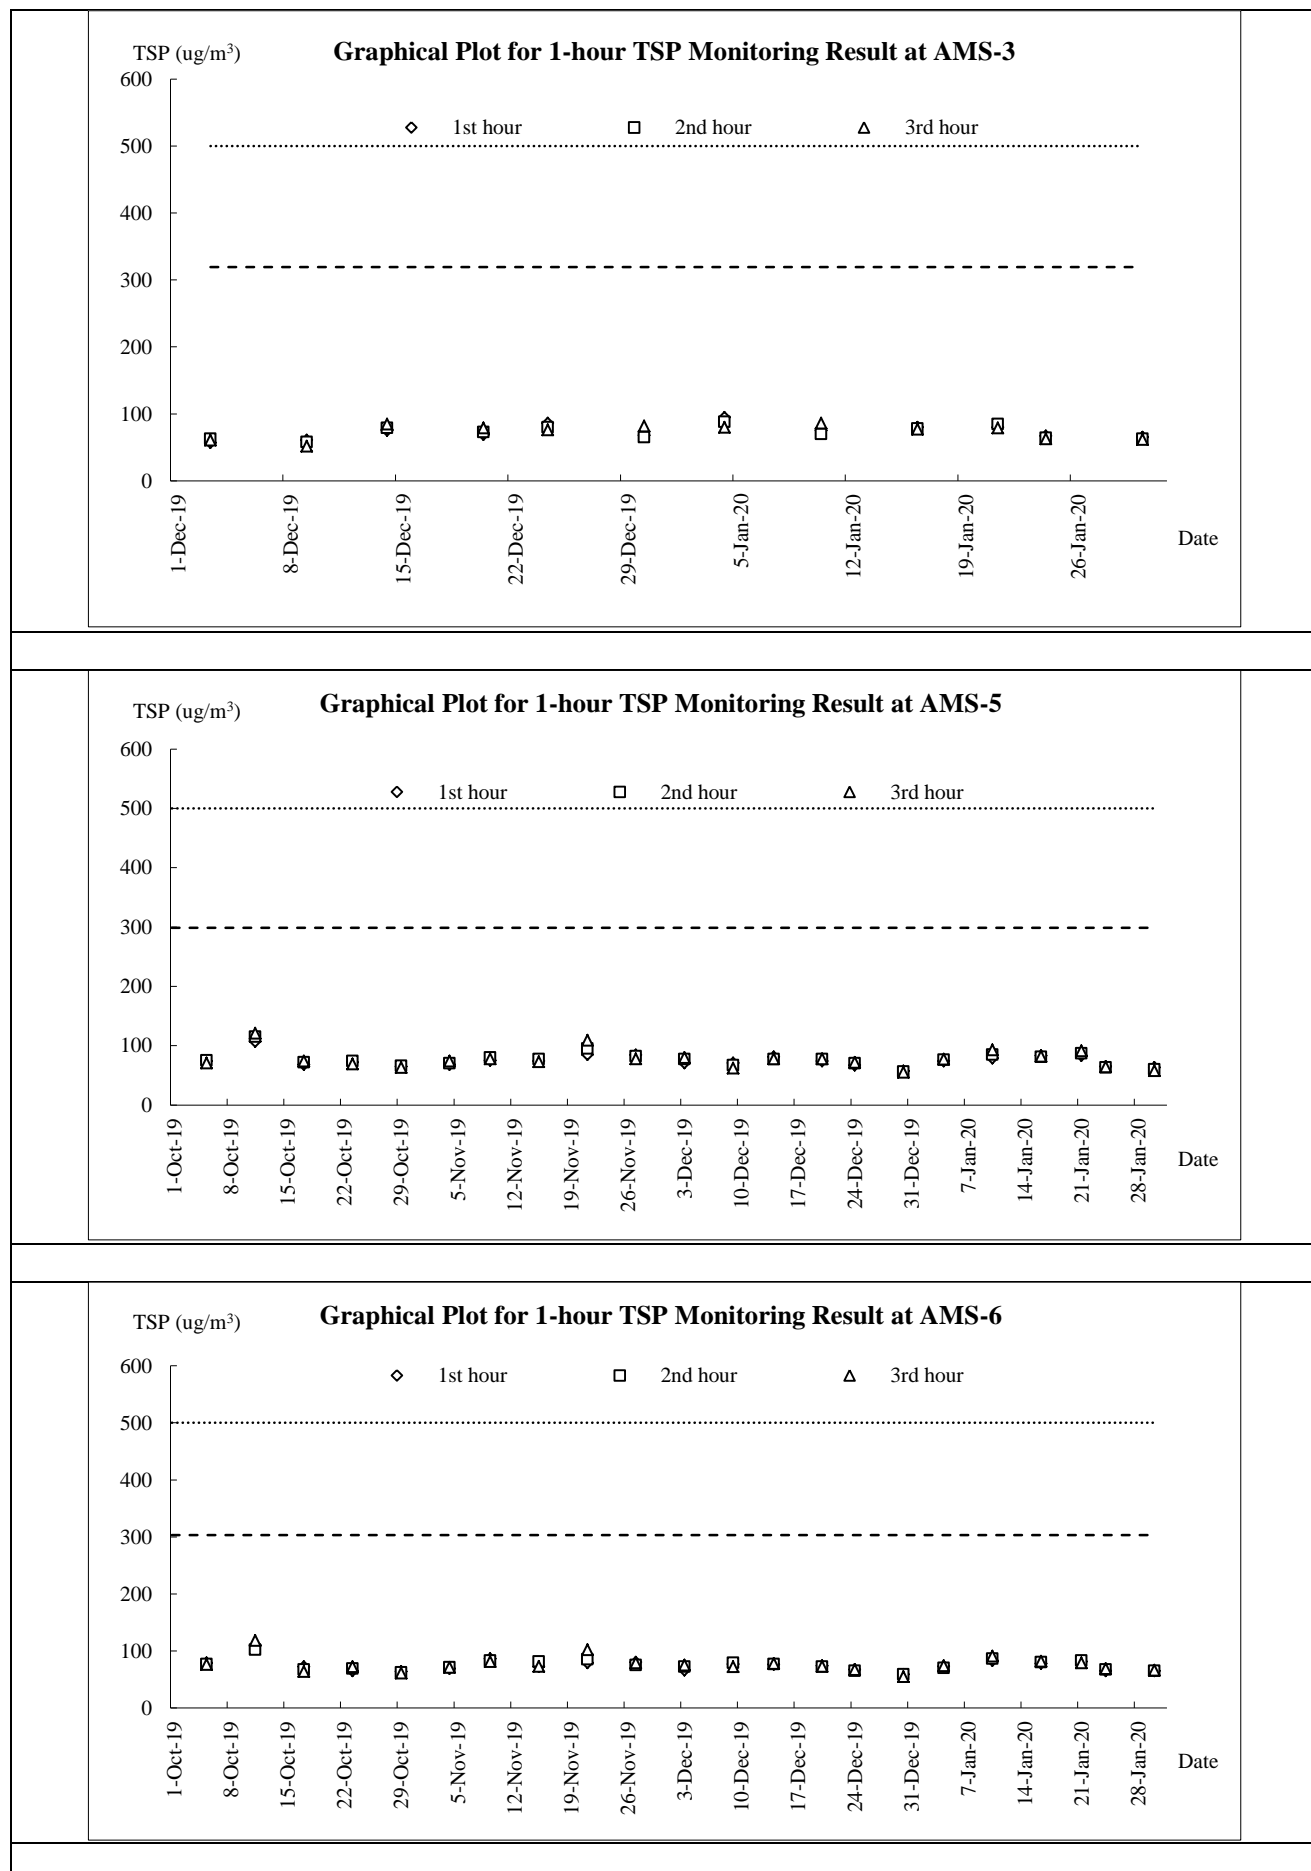 TSP (ug/m³) Graphical Plot for 1-hour TSP Monitoring Result at AMS-3
600
1st hour 2nd hour 3rd hour
500
400
300
200
100
0
1-Dec-19 8-Dec-19 15-Dec-19 22-Dec-19 29-Dec-19 5-Jan-20 12-Jan-20 19-Jan-20 26-Jan-20
Date
TSP (ug/m³) Graphical Plot for 1-hour TSP Monitoring Result at AMS-5
600
1st hour 2nd hour 3rd hour
500
400
300
200
100
0
1-Oct-19 8-Oct-19 15-Oct-19 22-Oct-19 29-Oct-19 5-Nov-19 12-Nov-19 19-Nov-19 26-Nov-19 3-Dec-19 10-Dec-19 17-Dec-19 24-Dec-19 31-Dec-19 7-Jan-20 14-Jan-20 21-Jan-20 28-Jan-20
Date
TSP (ug/m³) Graphical Plot for 1-hour TSP Monitoring Result at AMS-6
600
1st hour 2nd hour 3rd hour
500
400
300
200
100
0
1-Oct-19 8-Oct-19 15-Oct-19 22-Oct-19 29-Oct-19 5-Nov-19 12-Nov-19 19-Nov-19 26-Nov-19 3-Dec-19 10-Dec-19 17-Dec-19 24-Dec-19 31-Dec-19 7-Jan-20 14-Jan-20 21-Jan-20 28-Jan-20
Date